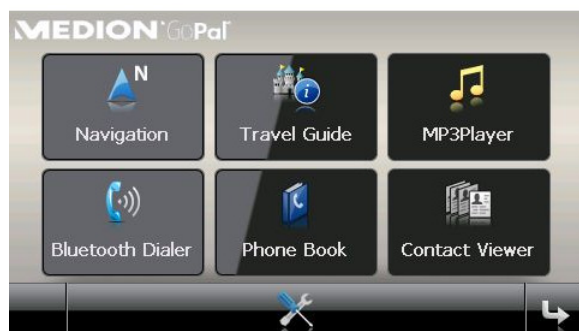 MEDION GoPal
N
Navigation
Travel Guide
MP3Player
Bluetooth Dialer
Phone Book
Contact Viewer